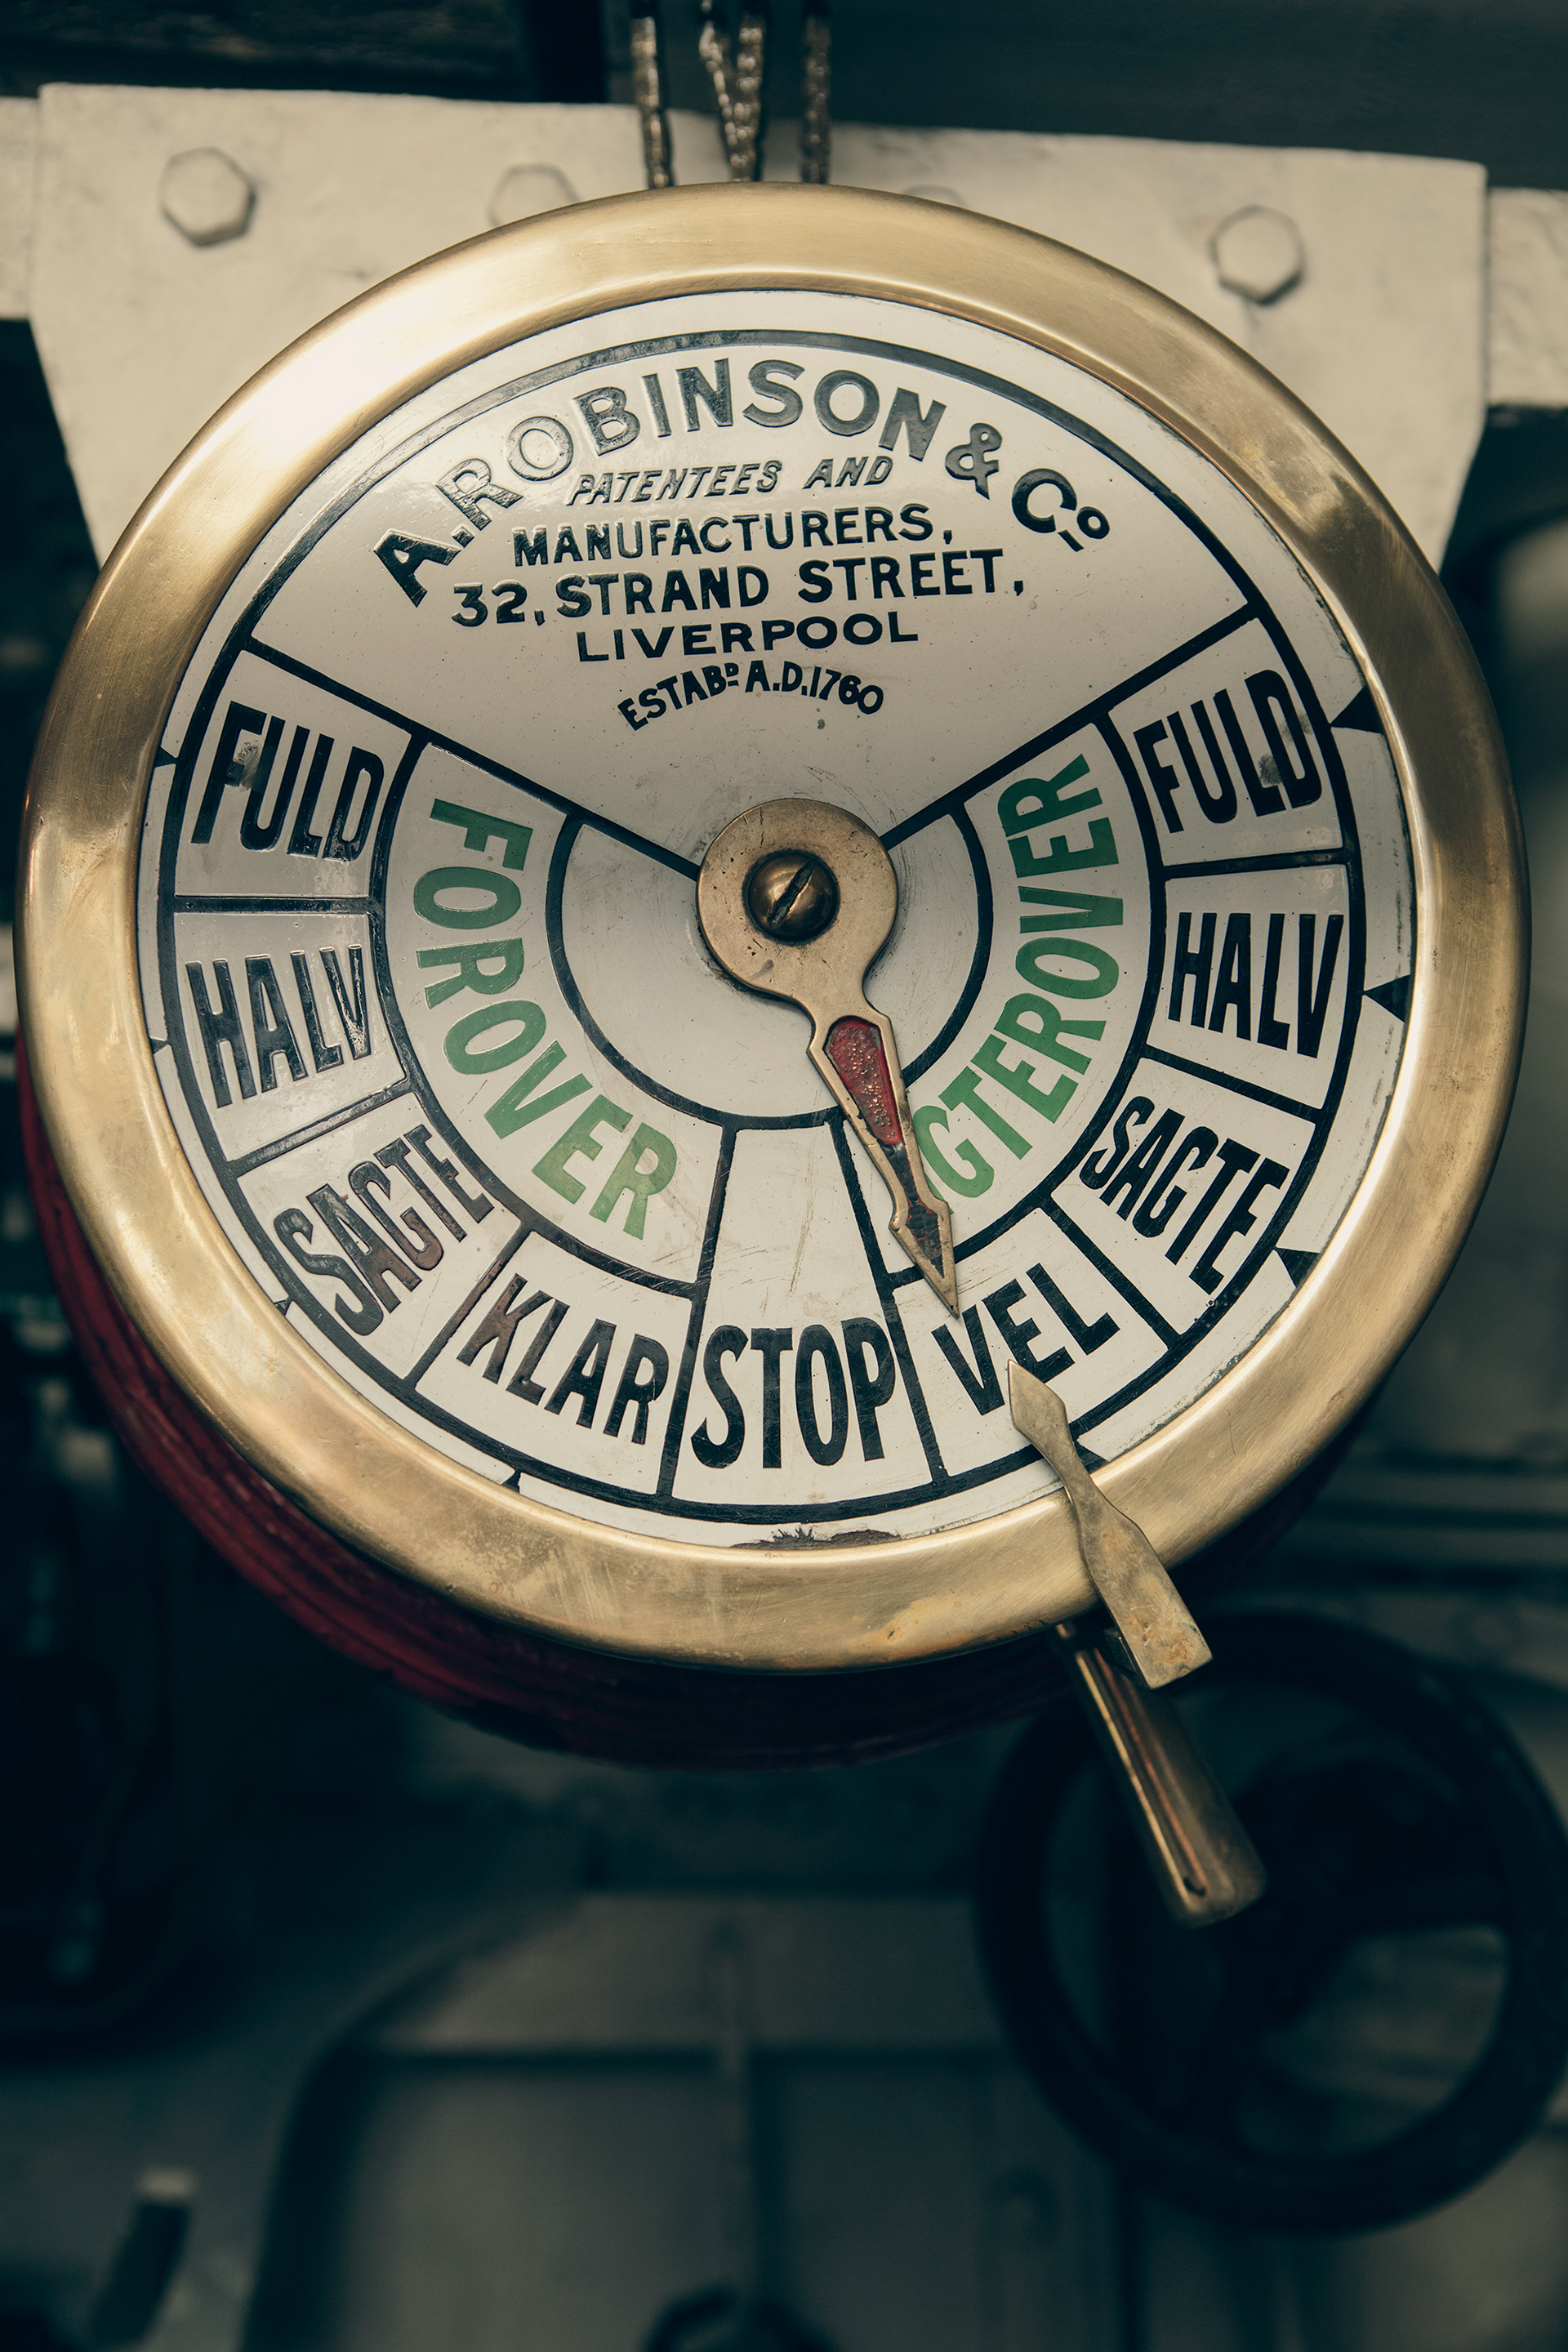 A. ROBINSON & Cº
PATENTEES AND
MANUFACTURERS,
32, STRAND STREET,
LIVERPOOL
ESTABᴰ A.D. 1760
FOROVER
AGTEROVER
FULD
HALV
SAGTE
KLAR
STOP
VEL
SAGTE
HALV
FULD